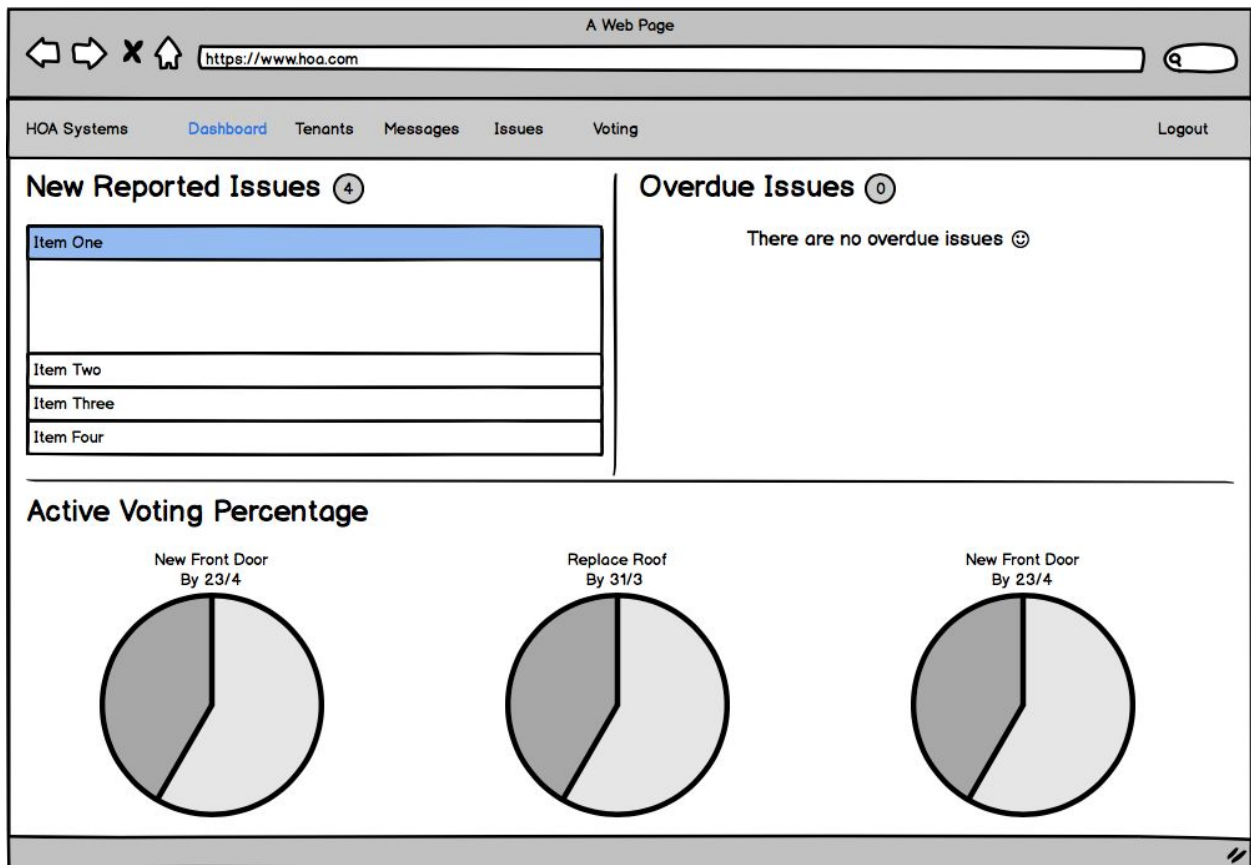 A Web Page
https://www.hoa.com
HOA Systems Dashboard Tenants Messages Issues Voting Logout
New Reported Issues 4
Item One
Item Two
Item Three
Item Four
Overdue Issues 0
There are no overdue issues ☺
Active Voting Percentage
New Front Door
By 23/4
Replace Roof
By 31/3
New Front Door
By 23/4